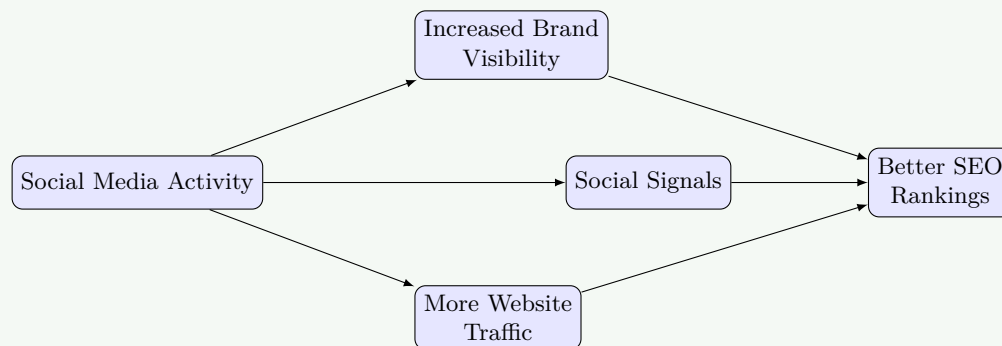 Increased Brand
Visibility
Social Media Activity
Social Signals
Better SEO
Rankings
More Website
Traffic